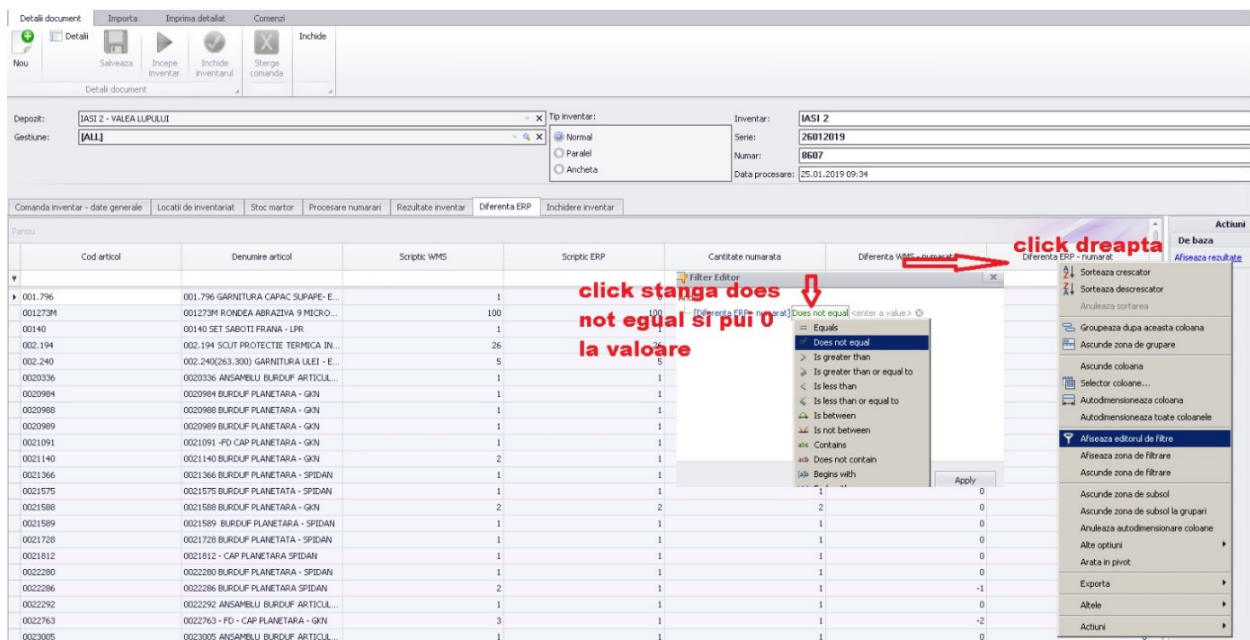 Detalii document Importa Imprima detaliat Comenzi
Nou Detalii Salveaza Incepe inventar Inchide inventarul Sterge comanda Inchide
Detalii document
Depozit: IASI 2 - VALEA LUPULUI Tip inventar: Inventar: IASI 2
Gestiune: [ALL] Normal Serie: 26012019
Paralel Numar: 8607
Ancheta Data procesare: 25.01.2019 09:34
Comanda inventar - date generale Locatii de inventariat Stoc martor Procesare numarari Rezultate inventar Diferenta ERP Inchidere inventar
Panou Actiuni
De baza
Afiseaza rezultate
click dreapta
Cod articol Denumire articol Scriptic WMS Scriptic ERP Cantitate numarata Diferenta WMS - numarat Diferenta ERP - numarat
Filter Editor
click stanga does
not egual si pui 0
la valoare
[Diferenta ERP - numarat] Does not equal <enter a value>
Equals
Does not equal
Is greater than
Is greater than or equal to
Is less than
Is less than or equal to
Is between
Is not between
Contains
Does not contain
Begins with
Apply
Sorteaza crescator
Sorteaza descrescator
Anuleaza sortarea
Groupeaza dupa aceasta coloana
Ascunde zona de grupare
Ascunde coloana
Selector coloane...
Autodimensioneaza coloana
Autodimensioneaza toate coloanele
Afiseaza editorul de filtre
Afiseaza zona de filtrare
Ascunde zona de filtrare
Ascunde zona de subsol
Ascunde zona de subsol la grupari
Anuleaza autodimensionare coloane
Alte optiuni
Arata in pivot
Exporta
Altele
Actiuni
001.796 001.796 GARNITURA CAPAC SUPAPE- E... 1
001273M 001273M RONDEA ABRAZIVA 9 MICRO... 100 100
00140 00140 SET SABOTI FRANA - LPR 1 1
002.194 002.194 SCUT PROTECTIE TERMICA IN... 26 26
002.240 002.240(263.300) GARNITURA ULEI - E... 5 5
0020336 0020336 ANSAMBLU BURDUF ARTICUL... 1 1
0020984 0020984 BURDUF PLANETARA - GKN 1 1
0020988 0020988 BURDUF PLANETARA - GKN 1 1
0020989 0020989 BURDUF PLANETARA - GKN 1 1
0021091 0021091 -FD CAP PLANETARA - GKN 1 1
0021140 0021140 BURDUF PLANETARA - GKN 2 1
0021366 0021366 BURDUF PLANETARA - SPIDAN 1 1
0021575 0021575 BURDUF PLANETATA - SPIDAN 1 1 1 0
0021588 0021588 BURDUF PLANETARA - GKN 2 2 2 0
0021589 0021589 BURDUF PLANETARA - SPIDAN 1 1 1 0
0021728 0021728 BURDUF PLANETATA - SPIDAN 1 1 1 0
0021812 0021812 - CAP PLANETARA SPIDAN 1 1 1 0
0022280 0022280 BURDUF PLANETARA - SPIDAN 1 1 1 0
0022286 0022286 BURDUF PLANETARA SPIDAN 2 1 1 -1
0022292 0022292 ANSAMBLU BURDUF ARTICUL... 1 1 1 0
0022763 0022763 - FD - CAP PLANETARA - GKN 3 1 1 -2
0023005 0023005 ANSAMBLU BURDUF ARTICUL... 1 1 1 0